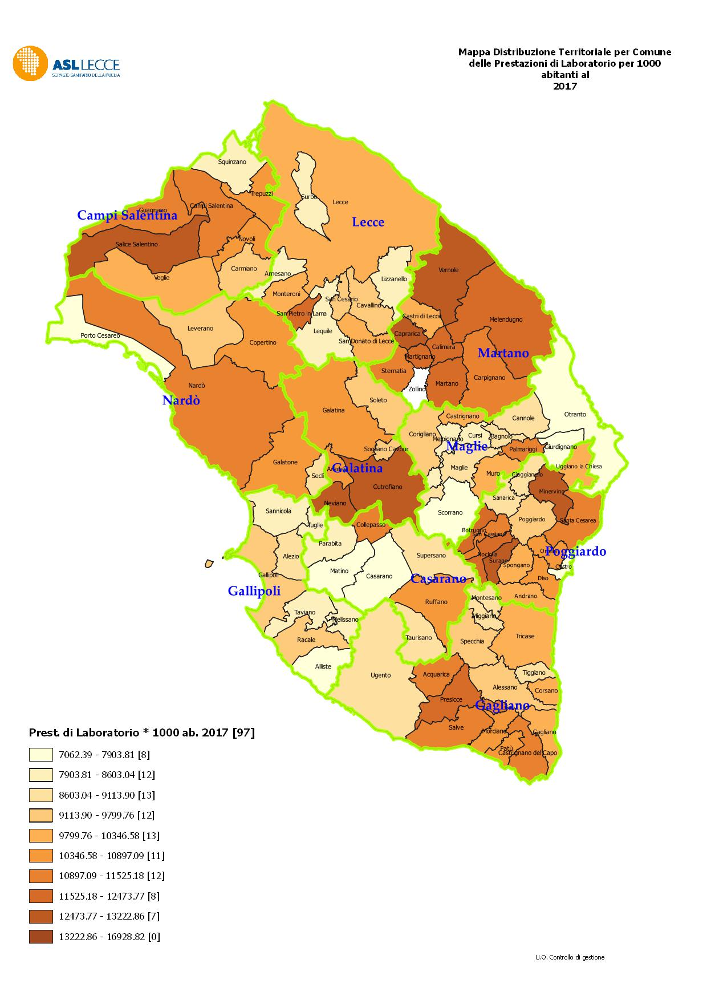 ASL LECCE
SERVIZIO SANITARIO DELLA PUGLIA
Mappa Distribuzione Territoriale per Comune
delle Prestazioni di Laboratorio per 1000
abitanti al
2017
Squinzano
Trepuzzi
Surbo
Lecce
Lecce
Campi Salentina
Guagnano
Campi Salentina
Salice Salentino
Novoli
Veglie
Carmiano
Arnesano
Lizzanello
Vernole
Monteroni
San Cesario
Cavallino
San Pietro in Lama
Castri di Lecce
Melendugno
Porto Cesareo
Leverano
Copertino
Lequile
San Donato di Lecce
Caprarica
Calimera
Martignano
Martano
Sternatia
Carpignano
Zollino
Martano
Nardò
Nardò
Soleto
Galatina
Otranto
Castrignano
Cannole
Corigliano
Melpignano
Cursi
Bagnolo
Maglie
Giurdignano
Palmariggi
Sogliano Cavour
Uggiano la Chiesa
Galatone
Aradeo
Galatina
Maglie
Muro
Giuggianello
Seclì
Cutrofiano
Minervino
Sanarica
Neviano
Sannicola
Scorrano
Poggiardo
Santa Cesarea
Tuglie
Collepasso
Botrugno
San Cassiano
Parabita
Poggiardo
Alezio
Supersano
Nociglia
Surano
Spongano
Castro
Matino
Casarano
Casarano
Diso
Gallipoli
Gallipoli
Ruffano
Montesano
Andrano
Taviano
Melissano
Miggiano
Racale
Taurisano
Specchia
Tricase
Alliste
Ugento
Acquarica
Tiggiano
Alessano
Corsano
Presicce
Gagliano
Salve
Morciano
Gagliano
Patù
Castrignano del Capo
Prest. di Laboratorio * 1000 ab. 2017 [97]
7062.39 - 7903.81 [8]
7903.81 - 8603.04 [12]
8603.04 - 9113.90 [13]
9113.90 - 9799.76 [12]
9799.76 - 10346.58 [13]
10346.58 - 10897.09 [11]
10897.09 - 11525.18 [12]
11525.18 - 12473.77 [8]
12473.77 - 13222.86 [7]
13222.86 - 16928.82 [0]
U.O. Controllo di gestione